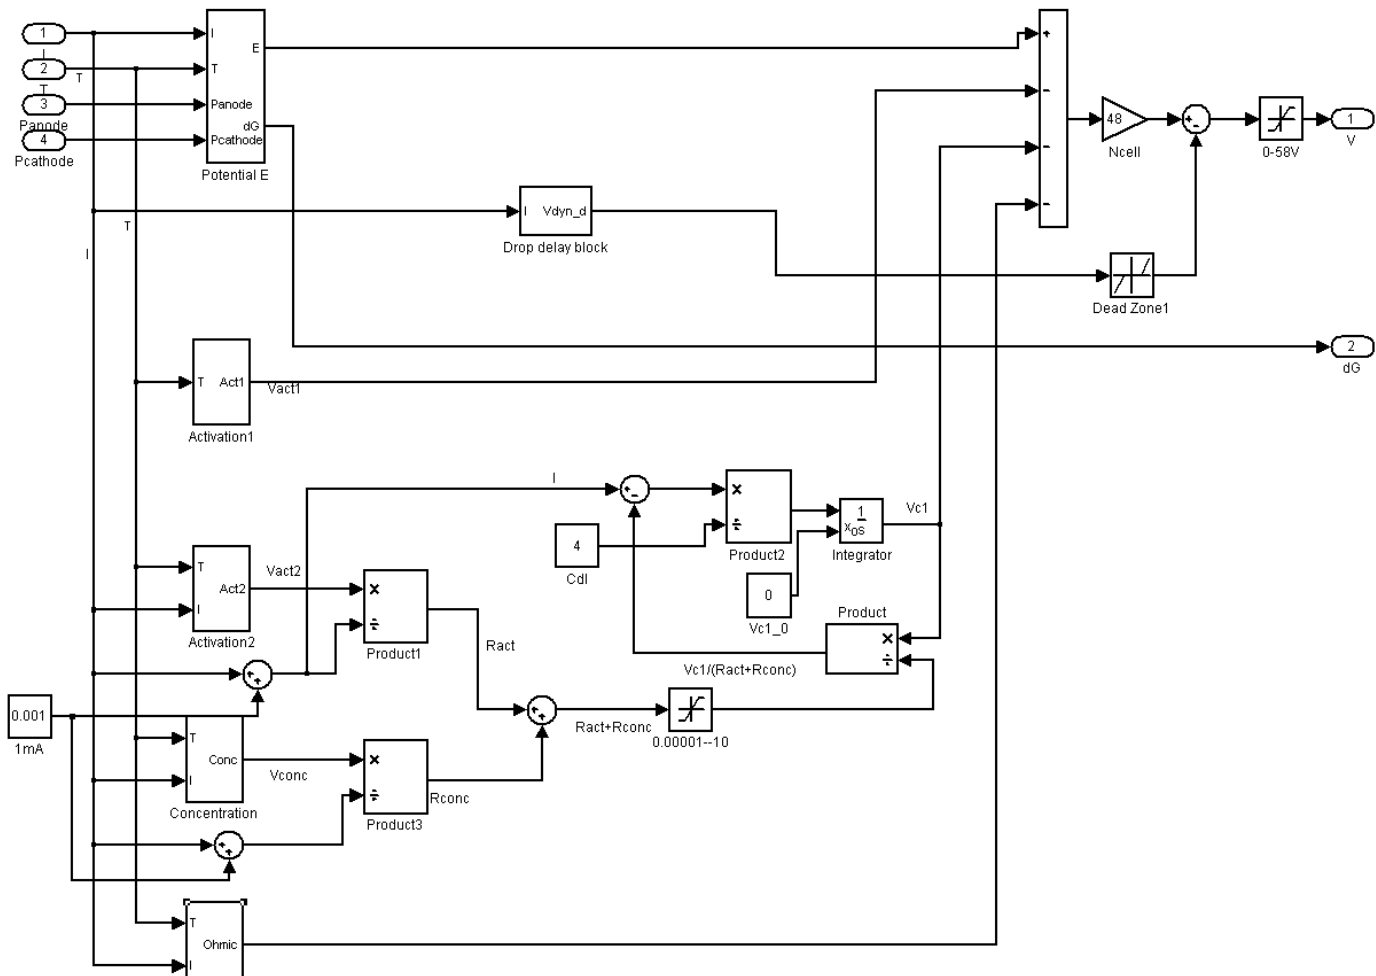 1
I
I
E
2
T
T
T
3
Panode
Panode
dG
4
Pcathode
Pcathode
Potential E
+
-
-
-
48
Ncell
+
-
0-58V
1
V
I
Vdyn_d
Drop delay block
T
I
Dead Zone1
2
dG
T
Act1
Vact1
Activation1
I
+
-
×
÷
Product2
4
Cdl
1
xo s
Integrator
Vc1
0
Vc1_0
T
Act2
I
Vact2
Activation2
×
÷
Product1
Ract
Product
×
÷
Vc1/(Ract+Rconc)
+
+
0.001
1mA
T
Conc
I
Vconc
Concentration
×
÷
Product3
Rconc
+
+
Ract+Rconc
0.00001--10
+
+
T
Ohmic
I